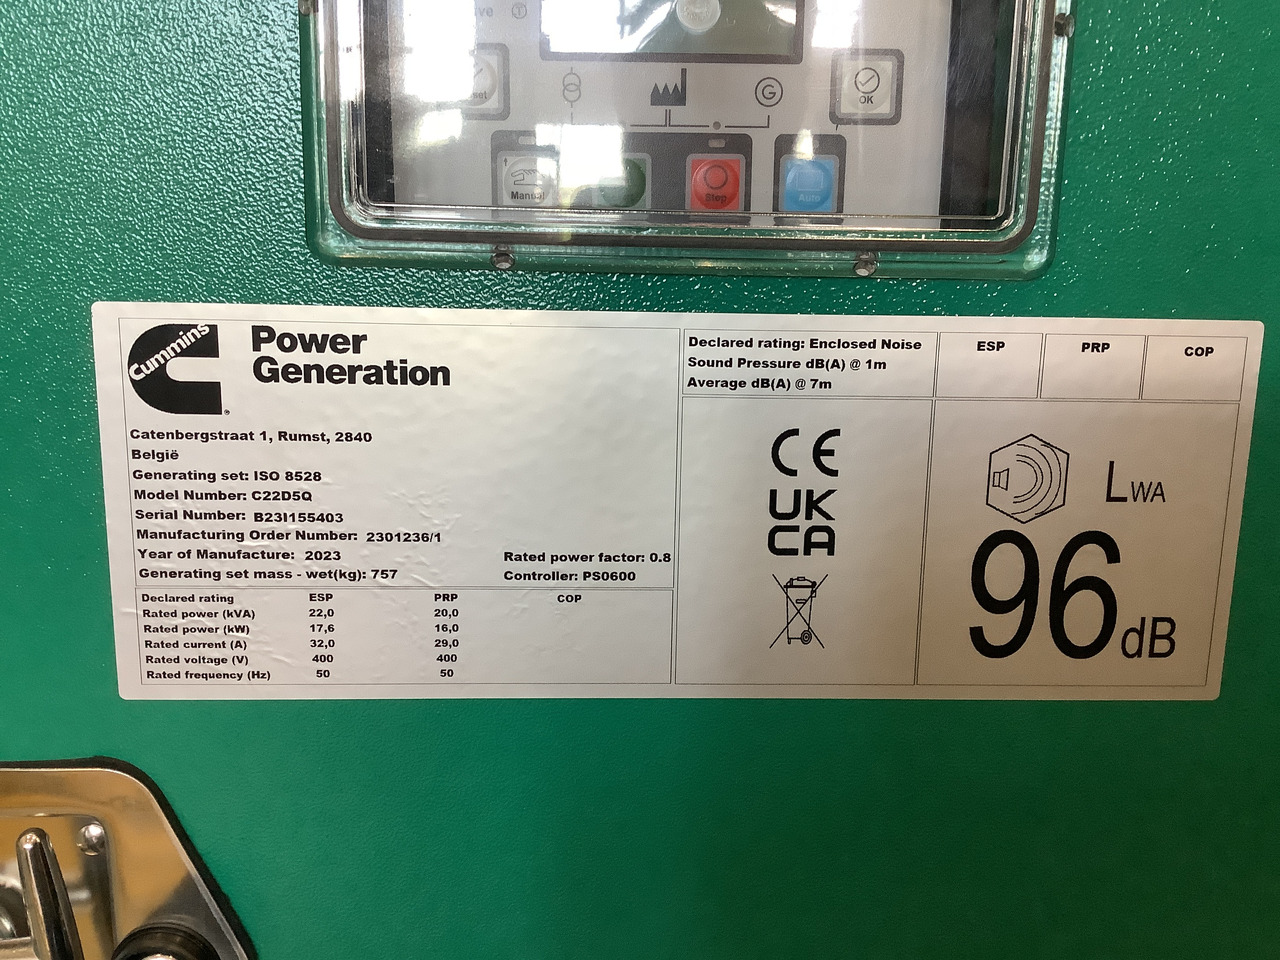 OK
Manual
Stop
Auto
Cummins
Power
Generation
Catenbergstraat 1, Rumst, 2840
België
Generating set: ISO 8528
Model Number: C22D5Q
Serial Number: B23I155403
Manufacturing Order Number: 2301236/1
Year of Manufacture: 2023
Generating set mass - wet(kg): 757
Rated power factor: 0.8
Controller: PS0600
Declared rating ESP PRP COP
Rated power (kVA) 22,0 20,0
Rated power (kW) 17,6 16,0
Rated current (A) 32,0 29,0
Rated voltage (V) 400 400
Rated frequency (Hz) 50 50
Declared rating: Enclosed Noise ESP PRP COP
Sound Pressure dB(A) @ 1m
Average dB(A) @ 7m
CE
UK
CA
LWA
96 dB